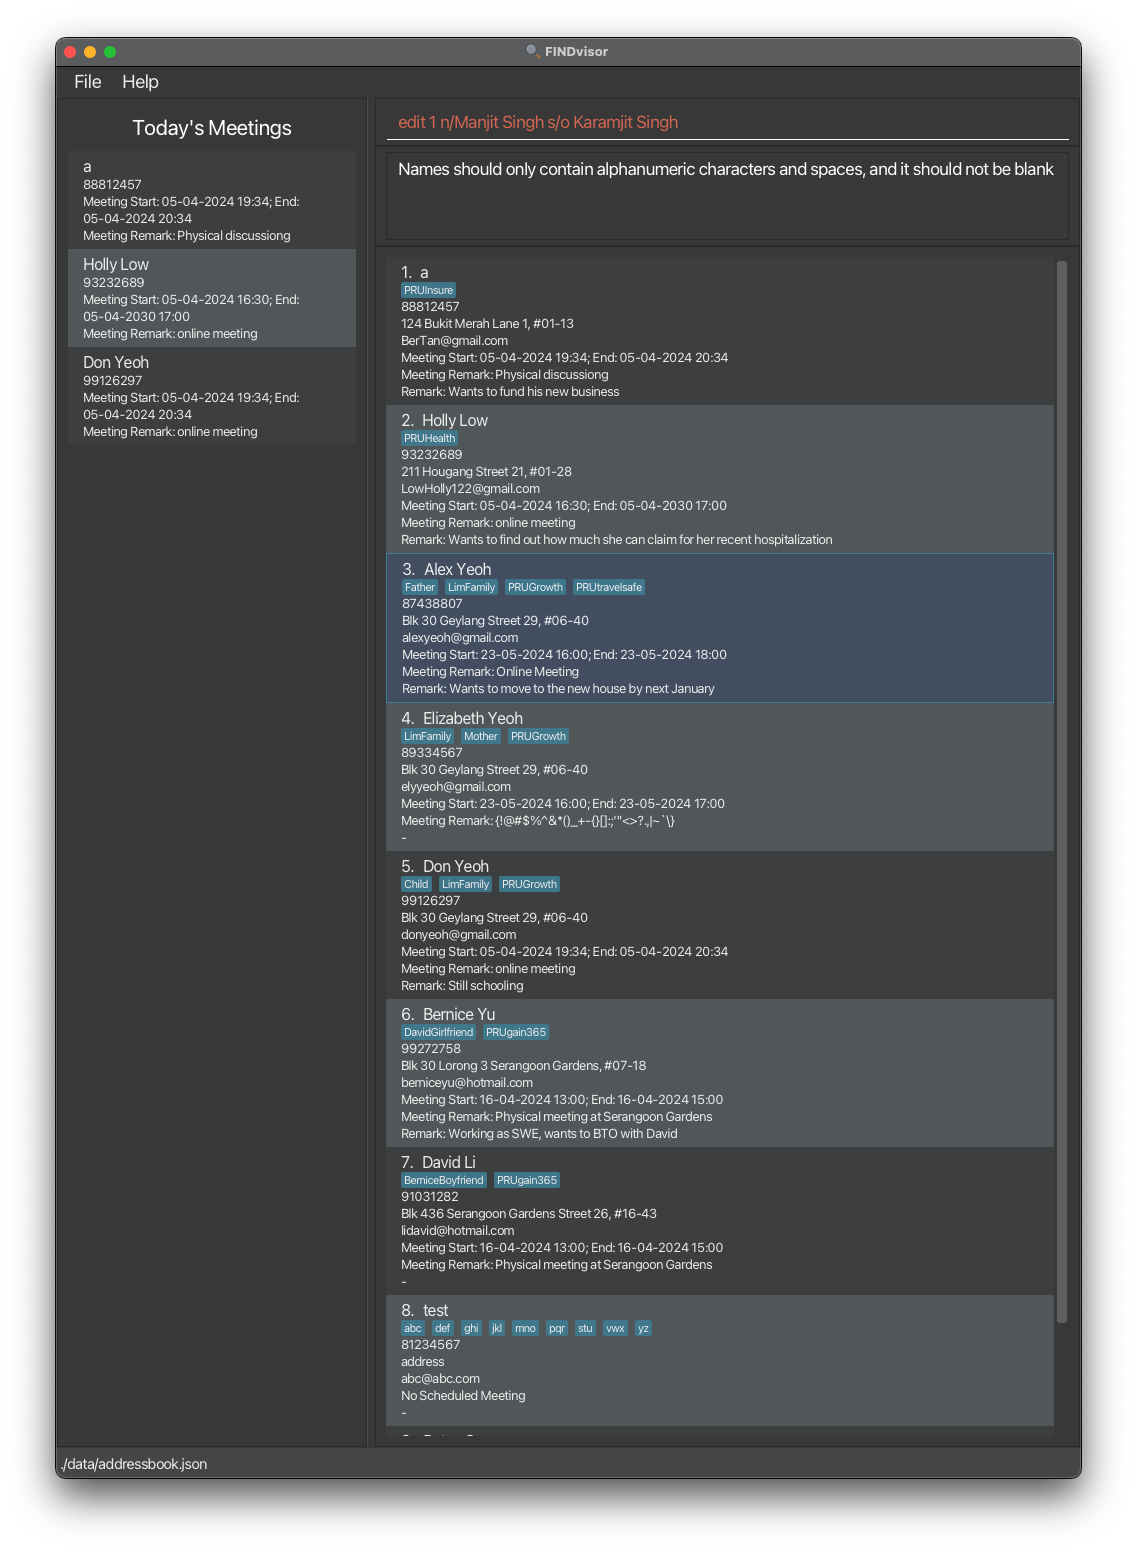 FINDvisor
File Help
Today's Meetings
a
88812457
Meeting Start: 05-04-2024 19:34; End:
05-04-2024 20:34
Meeting Remark: Physical discussiong
Holly Low
93232689
Meeting Start: 05-04-2024 16:30; End:
05-04-2030 17:00
Meeting Remark: online meeting
Don Yeoh
99126297
Meeting Start: 05-04-2024 19:34; End:
05-04-2024 20:34
Meeting Remark: online meeting
edit 1 n/Manjit Singh s/o Karamjit Singh
Names should only contain alphanumeric characters and spaces, and it should not be blank
1. a
PRUInsure
88812457
124 Bukit Merah Lane 1, #01-13
BerTan@gmail.com
Meeting Start: 05-04-2024 19:34; End: 05-04-2024 20:34
Meeting Remark: Physical discussiong
Remark: Wants to fund his new business
2. Holly Low
PRUHealth
93232689
211 Hougang Street 21, #01-28
LowHolly122@gmail.com
Meeting Start: 05-04-2024 16:30; End: 05-04-2030 17:00
Meeting Remark: online meeting
Remark: Wants to find out how much she can claim for her recent hospitalization
3. Alex Yeoh
Father LimFamily PRUGrowth PRUtravelsafe
87438807
Blk 30 Geylang Street 29, #06-40
alexyeoh@gmail.com
Meeting Start: 23-05-2024 16:00; End: 23-05-2024 18:00
Meeting Remark: Online Meeting
Remark: Wants to move to the new house by next January
4. Elizabeth Yeoh
LimFamily Mother PRUGrowth
89334567
Blk 30 Geylang Street 29, #06-40
elyyeoh@gmail.com
Meeting Start: 23-05-2024 16:00; End: 23-05-2024 17:00
Meeting Remark: {!@#$%^&*()_+-{}[]:;'"<>?.,|~`\}
-
5. Don Yeoh
Child LimFamily PRUGrowth
99126297
Blk 30 Geylang Street 29, #06-40
donyeoh@gmail.com
Meeting Start: 05-04-2024 19:34; End: 05-04-2024 20:34
Meeting Remark: online meeting
Remark: Still schooling
6. Bernice Yu
DavidGirlfriend PRUgain365
99272758
Blk 30 Lorong 3 Serangoon Gardens, #07-18
berniceyu@hotmail.com
Meeting Start: 16-04-2024 13:00; End: 16-04-2024 15:00
Meeting Remark: Physical meeting at Serangoon Gardens
Remark: Working as SWE, wants to BTO with David
7. David Li
BerniceBoyfriend PRUgain365
91031282
Blk 436 Serangoon Gardens Street 26, #16-43
lidavid@hotmail.com
Meeting Start: 16-04-2024 13:00; End: 16-04-2024 15:00
Meeting Remark: Physical meeting at Serangoon Gardens
-
8. test
abc def ghi jkl mno pqr stu vwx yz
81234567
address
abc@abc.com
No Scheduled Meeting
-
./data/addressbook.json